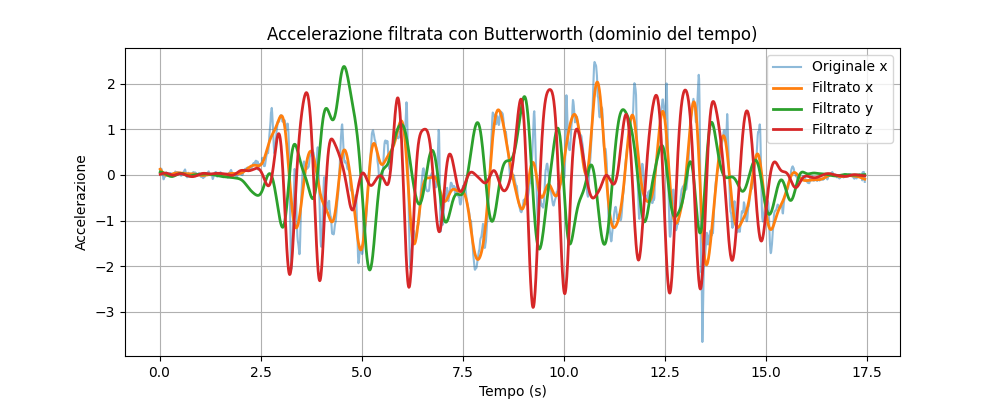 Accelerazione filtrata con Butterworth (dominio del tempo)
Originale x
Filtrato x
Filtrato y
Filtrato z
Accelerazione
2
1
0
−1
−2
−3
0.0
2.5
5.0
7.5
10.0
12.5
15.0
17.5
Tempo (s)